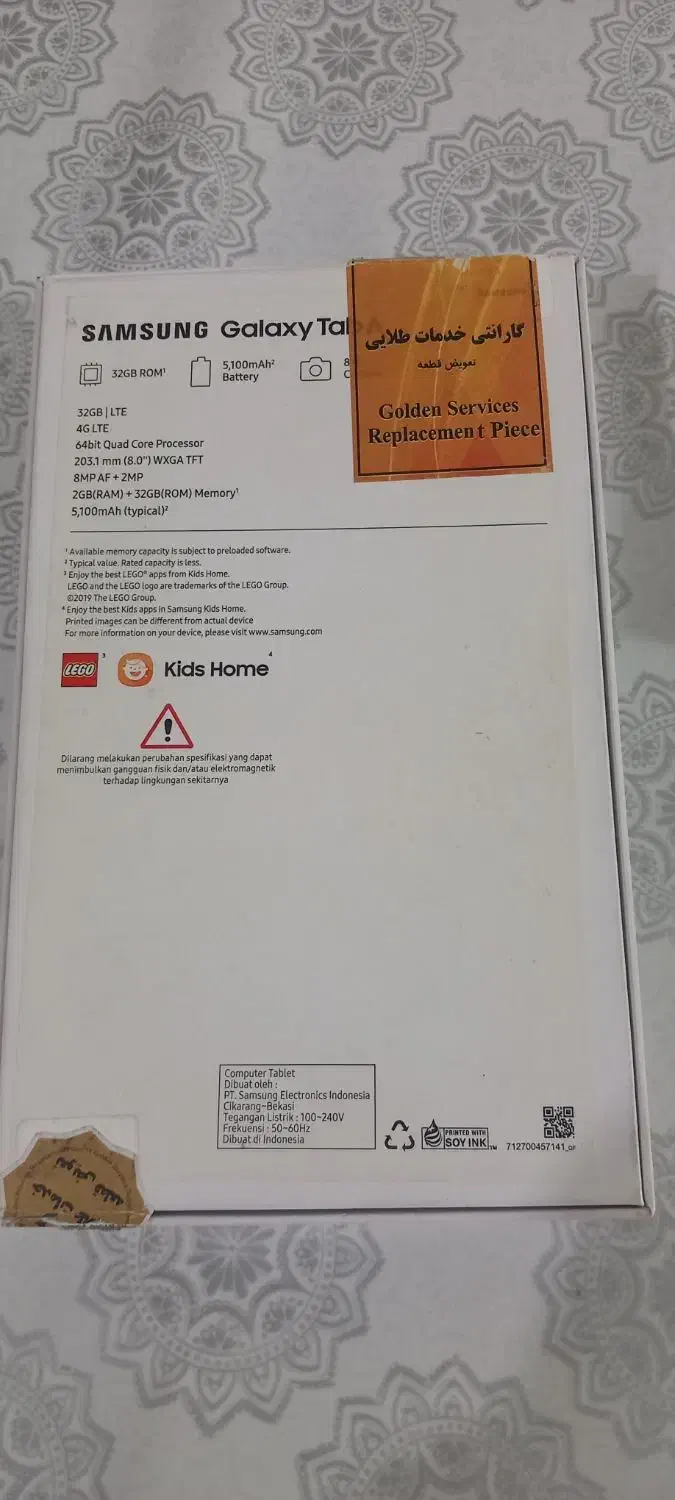 SAMSUNG Galaxy Tab A
32GB ROM¹
5,100mAh²
Battery
8
گارانتی خدمات طلایی
تعویض قطعه
Golden Services
Replacement Piece
32GB | LTE
4G LTE
64bit Quad Core Processor
203.1 mm (8.0") WXGA TFT
8MP AF + 2MP
2GB(RAM) + 32GB(ROM) Memory¹
5,100mAh (typical)²
¹ Available memory capacity is subject to preloaded software.
² Typical value. Rated capacity is less.
³ Enjoy the best LEGO® apps from Kids Home.
LEGO and the LEGO logo are trademarks of the LEGO Group.
©2019 The LEGO Group.
⁴ Enjoy the best Kids apps in Samsung Kids Home.
Printed images can be different from actual device
For more information on your device, please visit www.samsung.com
LEGO ³ Kids Home ⁴
Dilarang melakukan perubahan spesifikasi yang dapat
menimbulkan gangguan fisik dan/atau elektromagnetik
terhadap lingkungan sekitarnya
Computer Tablet
Dibuat oleh :
PT. Samsung Electronics Indonesia
Cikarang-Bekasi
Tegangan Listrik : 100~240V
Frekuensi : 50~60Hz
Dibuat di Indonesia
PRINTED WITH
SOY INK™
712700457141_QF
تعویض قطعه
خدمات